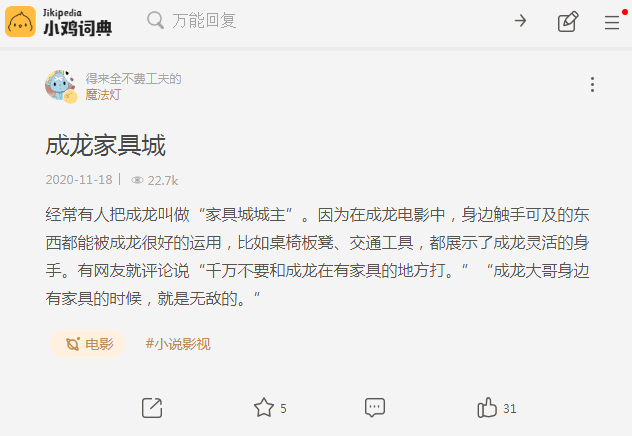 Jikipedia
小鸡词典
万能回复
得来全不费工夫的
魔法灯
成龙家具城
2020-11-18
22.7k
经常有人把成龙叫做“家具城城主”。因为在成龙电影中，身边触手可及的东
西都能被成龙很好的运用，比如桌椅板凳、交通工具，都展示了成龙灵活的身
手。有网友就评论说“千万不要和成龙在有家具的地方打。”“成龙大哥身边
有家具的时候，就是无敌的。”
电影
#小说影视
5
31